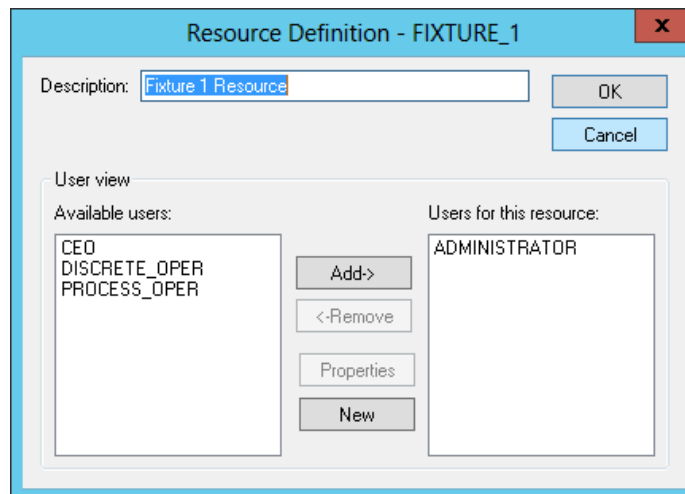 Resource Definition - FIXTURE_1
x
Description: Fixture 1 Resource
OK
Cancel
User view
Available users:
Users for this resource:
CEO
DISCRETE_OPER
PROCESS_OPER
ADMINISTRATOR
Add->
<-Remove
Properties
New